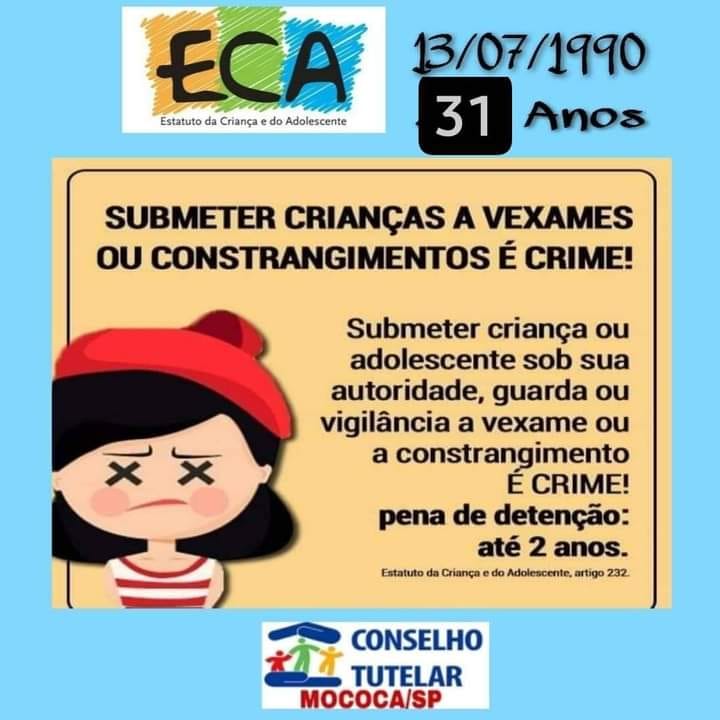 ECA
Estatuto da Criança e do Adolescente
13/07/1990
31 Anos
SUBMETER CRIANÇAS A VEXAMES
OU CONSTRANGIMENTOS É CRIME!
Submeter criança ou
adolescente sob sua
autoridade, guarda ou
vigilância a vexame ou
a constrangimento
É CRIME!
pena de detenção:
até 2 anos.
Estatuto da Criança e do Adolescente, artigo 232.
CONSELHO
TUTELAR
MOCOCA/SP